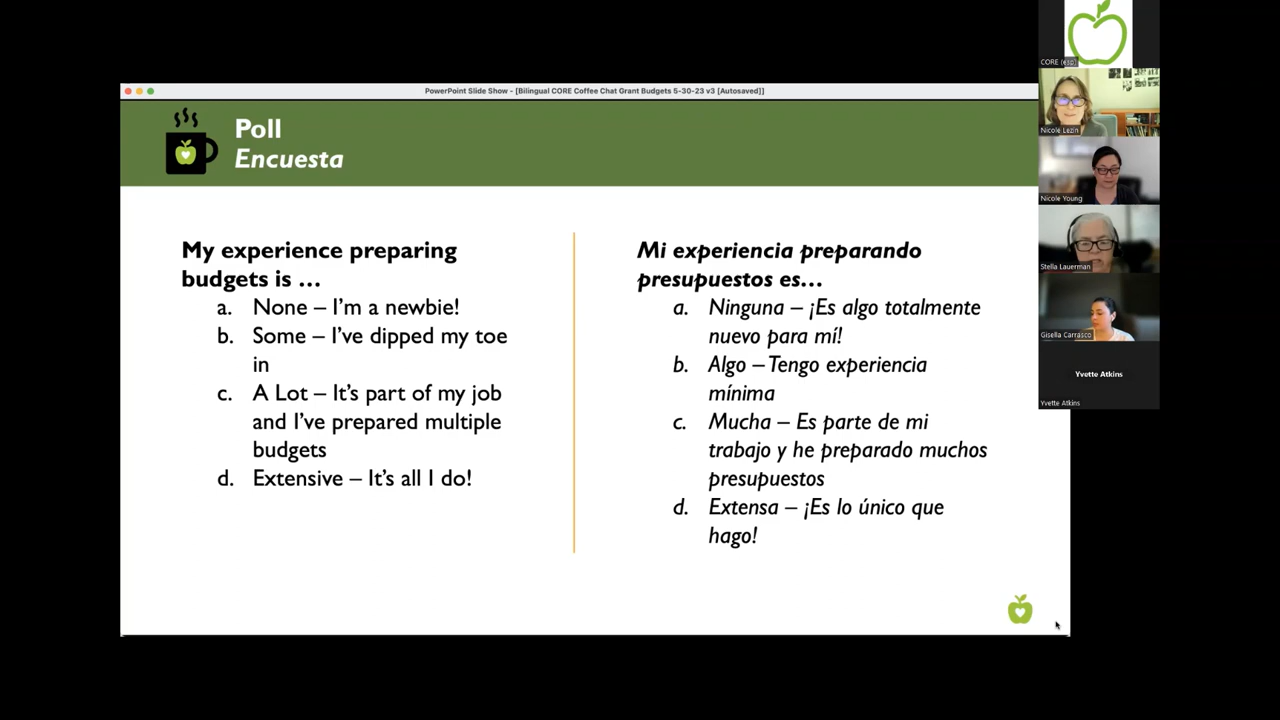 PowerPoint Slide Show - [Bilingual CORE Coffee Chat Grant Budgets 5-30-23 v3 [Autosaved]]
Poll
Encuesta
My experience preparing
budgets is …
a. None – I’m a newbie!
b. Some – I’ve dipped my toe
in
c. A Lot – It’s part of my job
and I’ve prepared multiple
budgets
d. Extensive – It’s all I do!
Mi experiencia preparando
presupuestos es…
a. Ninguna – ¡Es algo totalmente
nuevo para mí!
b. Algo – Tengo experiencia
mínima
c. Mucha – Es parte de mi
trabajo y he preparado muchos
presupuestos
d. Extensa – ¡Es lo único que
hago!
CORE (esp)
Nicole Lezin
Nicole Young
Stella Lauerman
Gisella Carrasco
Yvette Atkins
Yvette Atkins